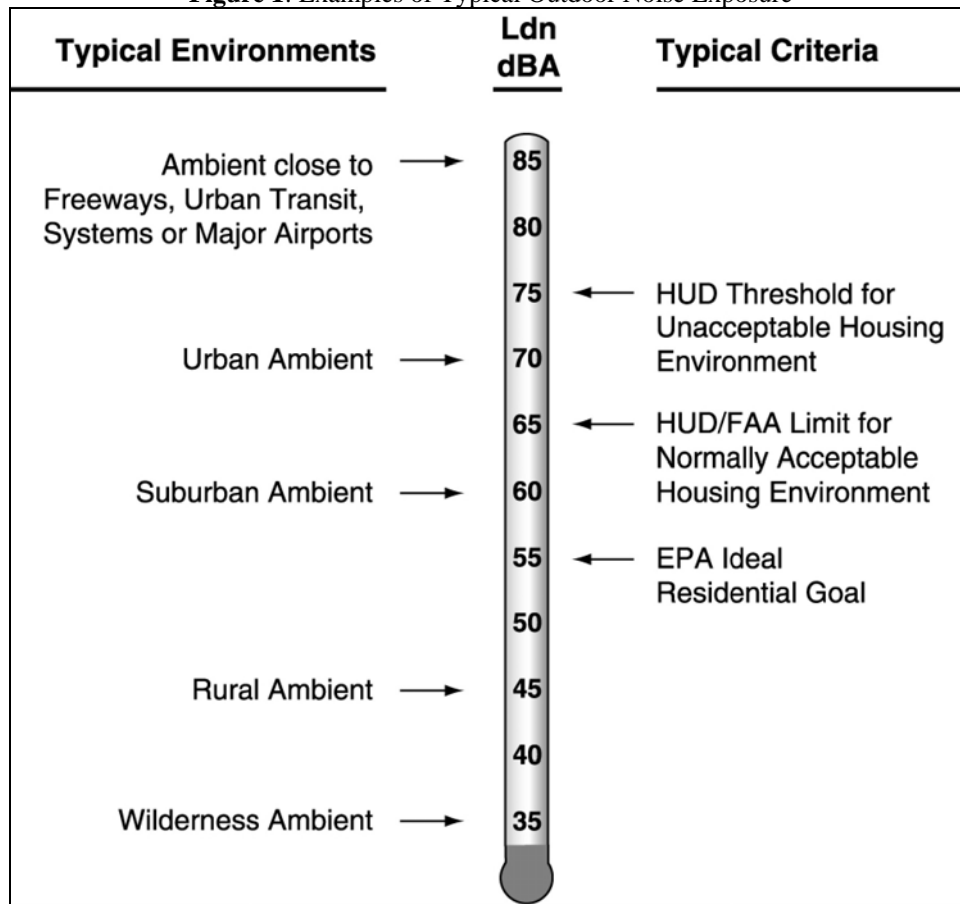 Figure 1. Examples of Typical Outdoor Noise Exposure
Typical Environments
Ldn
dBA
Typical Criteria
Ambient close to
Freeways, Urban Transit,
Systems or Major Airports
85
80
75
HUD Threshold for
Unacceptable Housing
Environment
Urban Ambient
70
65
HUD/FAA Limit for
Normally Acceptable
Housing Environment
Suburban Ambient
60
55
EPA Ideal
Residential Goal
50
Rural Ambient
45
40
Wilderness Ambient
35